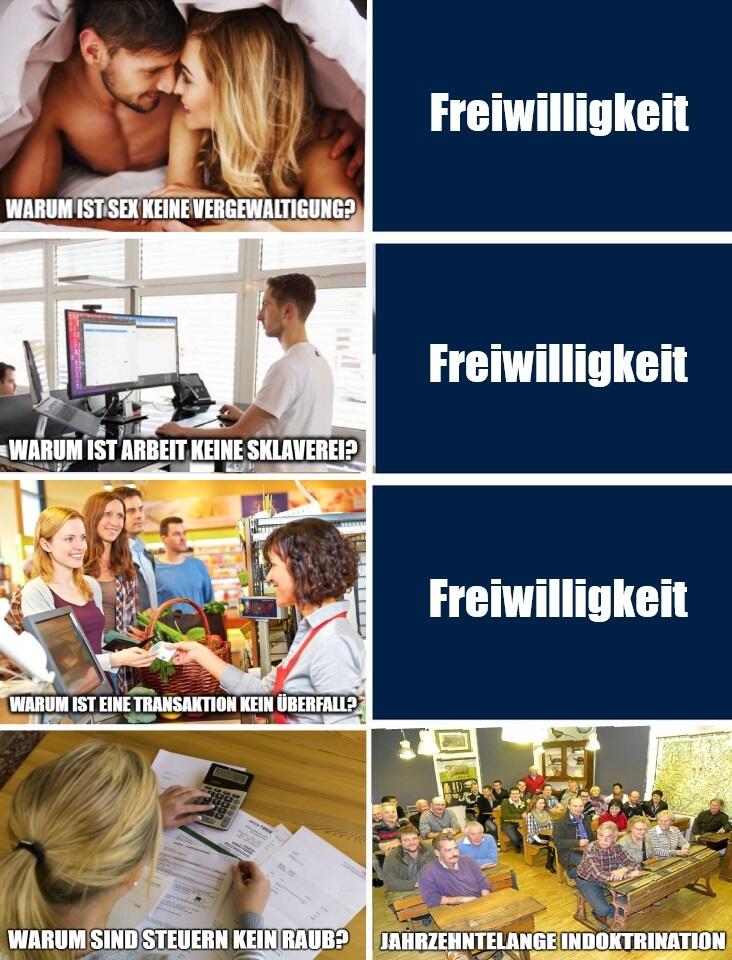 WARUM IST SEX KEINE VERGEWALTIGUNG?
Freiwilligkeit
WARUM IST ARBEIT KEINE SKLAVEREI?
Freiwilligkeit
WARUM IST EINE TRANSAKTION KEIN ÜBERFALL?
Freiwilligkeit
WARUM SIND STEUERN KEIN RAUB?
JAHRZEHNTELANGE INDOKTRINATION